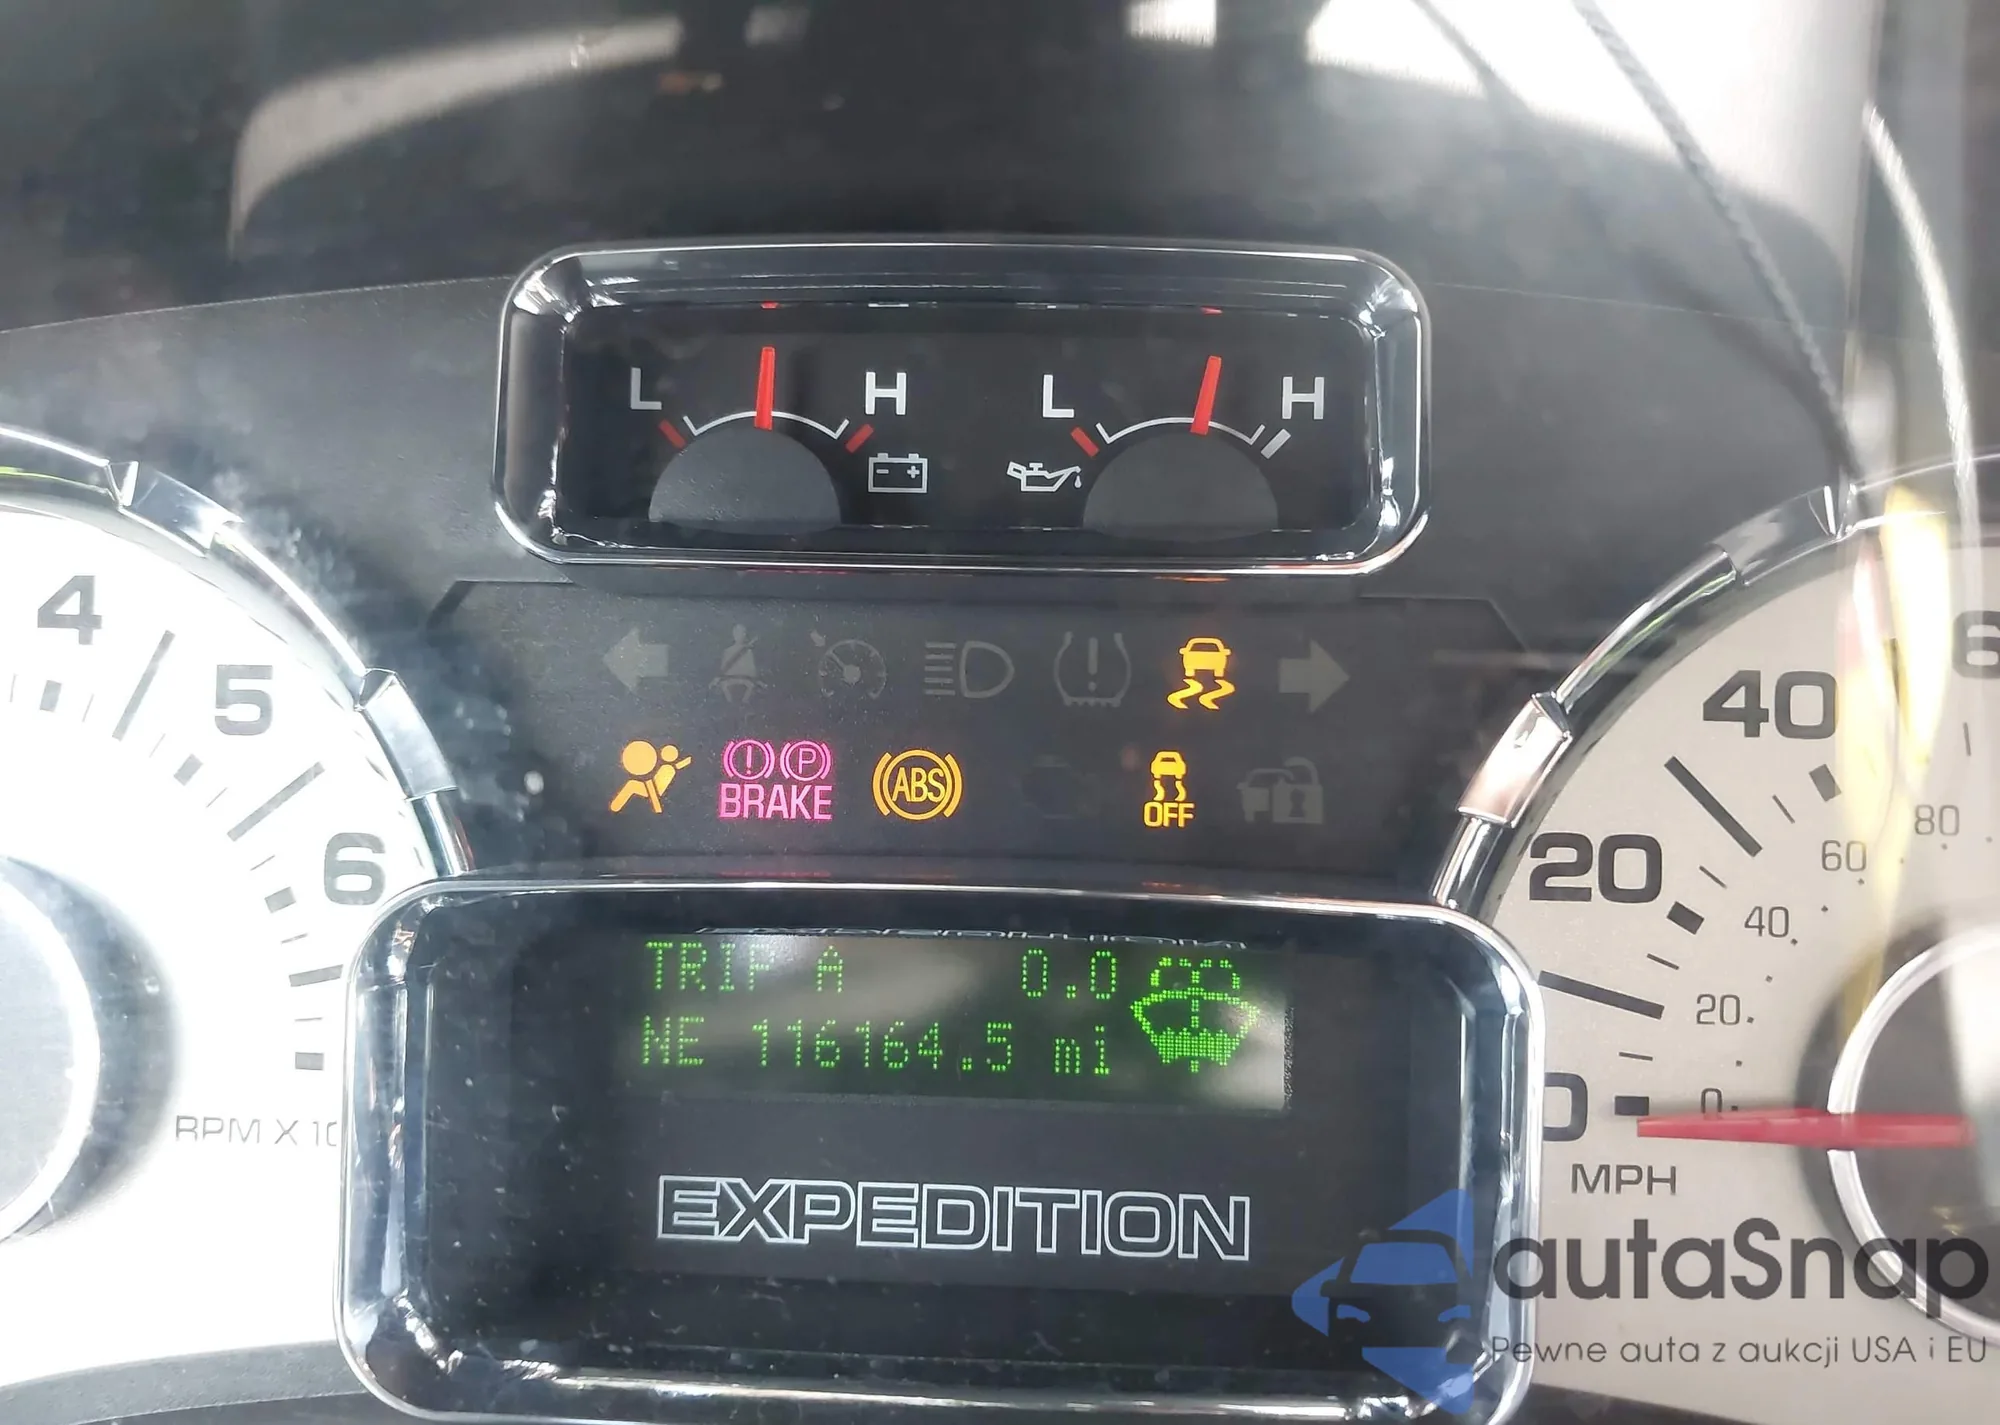 L H L H
4
5
6
RPM X 10
BRAKE
P
ABS
OFF
TRIP A 0.0
NE 116164.5 mi
EXPEDITION
40
20
0
80
60
40
20
0
MPH
autaSnap
Pewne auta z aukcji USA i EU